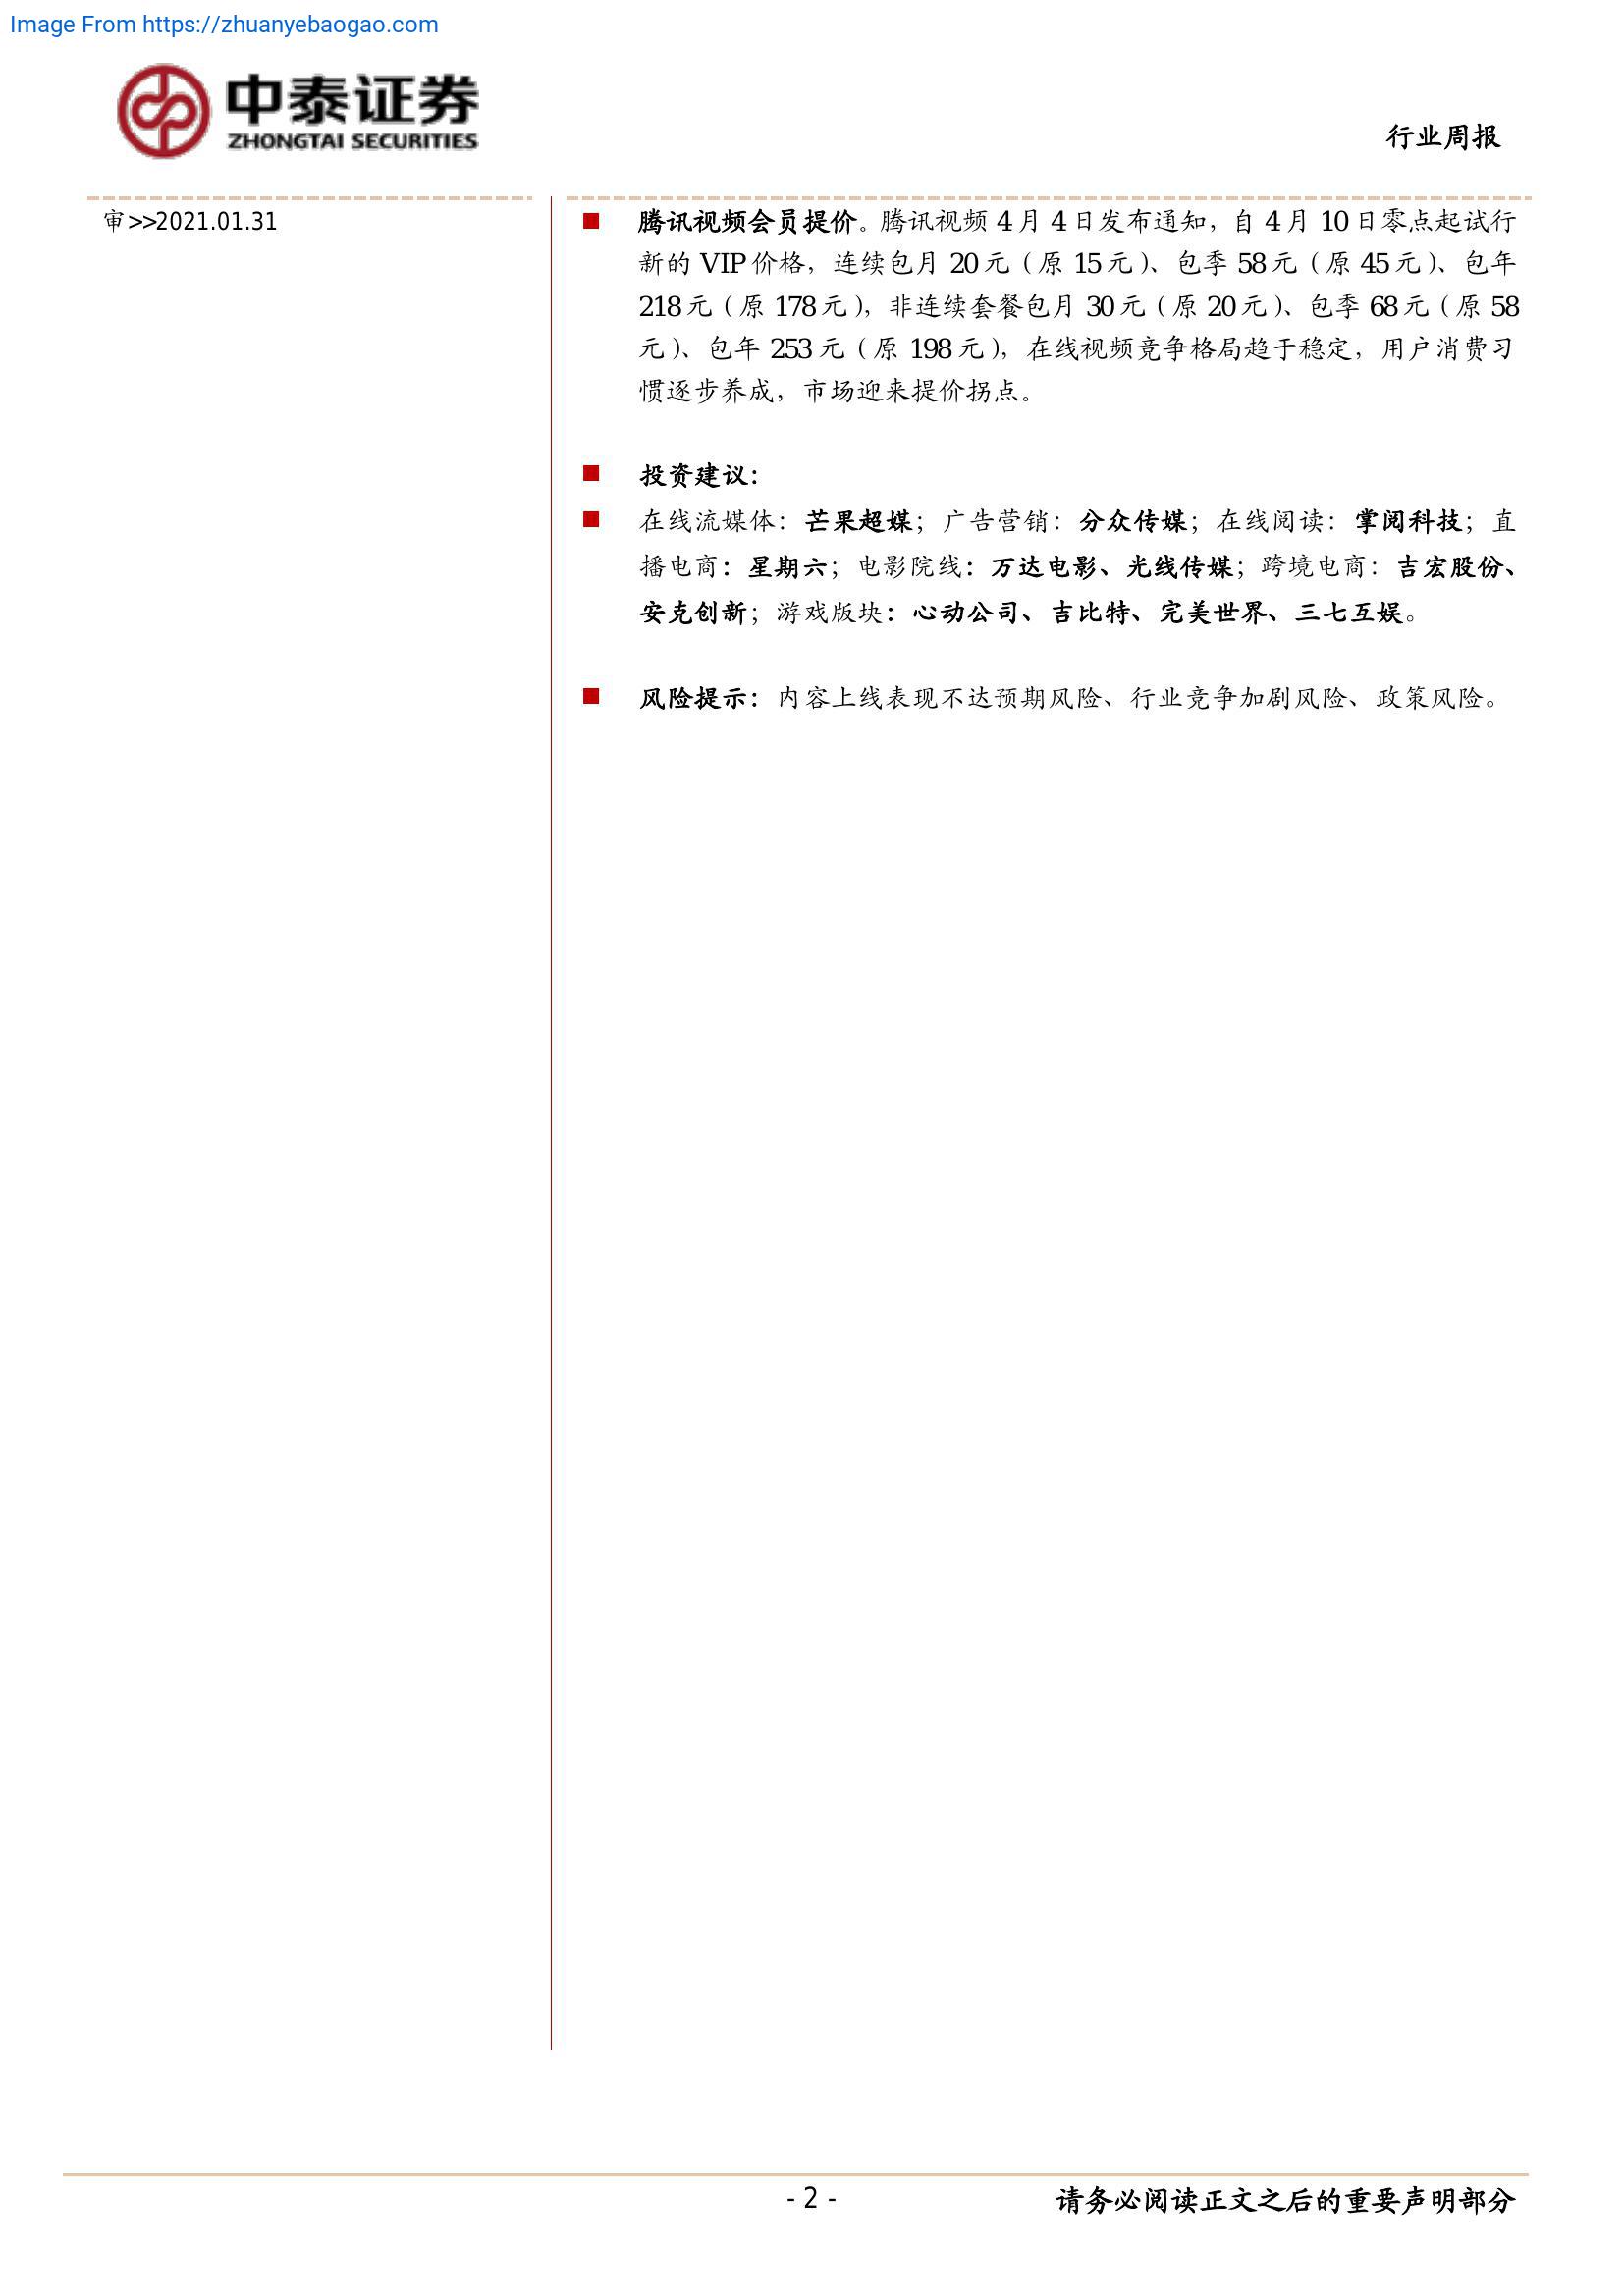 Image From https://zhuanyebaogao.com
中泰证券
ZHONGTAI SECURITIES
行业周报
审>>2021.01.31
腾讯视频会员提价。腾讯视频 4 月 4 日发布通知，自 4 月 10 日零点起试行
新的 VIP 价格，连续包月 20 元（原 15 元）、包季 58 元（原 45 元）、包年
218 元（原 178 元），非连续套餐包月 30 元（原 20 元）、包季 68 元（原 58
元）、包年 253 元（原 198 元），在线视频竞争格局趋于稳定，用户消费习
惯逐步养成，市场迎来提价拐点。
投资建议：
在线流媒体：芒果超媒；广告营销：分众传媒；在线阅读：掌阅科技；直
播电商：星期六；电影院线：万达电影、光线传媒；跨境电商：吉宏股份、
安克创新；游戏版块：心动公司、吉比特、完美世界、三七互娱。
风险提示：内容上线表现不达预期风险、行业竞争加剧风险、政策风险。
- 2 -
请务必阅读正文之后的重要声明部分